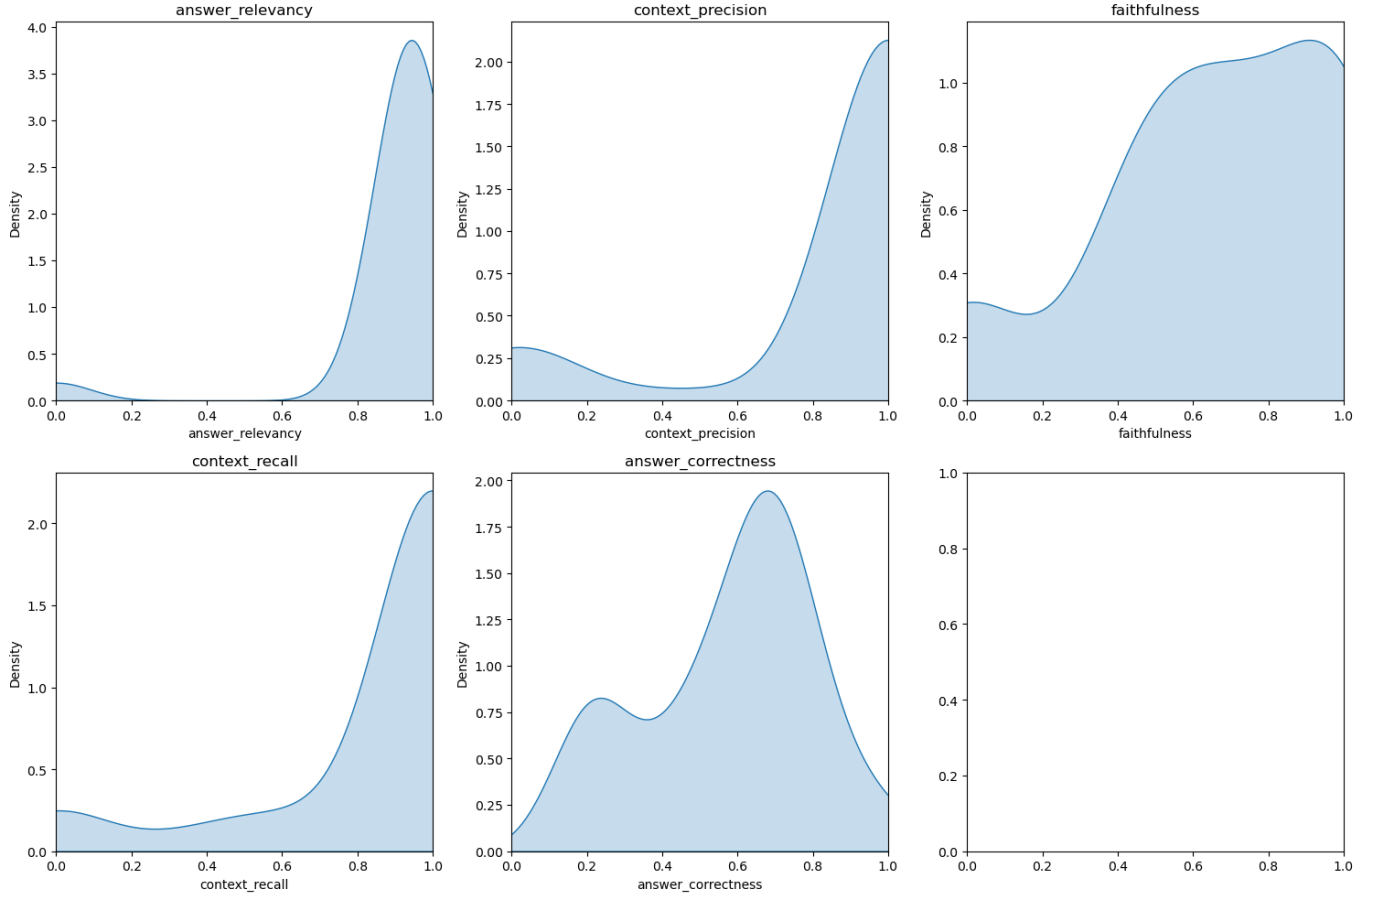 answer_relevancy
4.0
3.5
3.0
2.5
2.0
1.5
1.0
0.5
0.0
Density
0.0 0.2 0.4 0.6 0.8 1.0
answer_relevancy
context_precision
2.00
1.75
1.50
1.25
1.00
0.75
0.50
0.25
0.00
Density
0.0 0.2 0.4 0.6 0.8 1.0
context_precision
faithfulness
1.0
0.8
0.6
0.4
0.2
0.0
Density
0.0 0.2 0.4 0.6 0.8 1.0
faithfulness
context_recall
2.0
1.5
1.0
0.5
0.0
Density
0.0 0.2 0.4 0.6 0.8 1.0
context_recall
answer_correctness
2.00
1.75
1.50
1.25
1.00
0.75
0.50
0.25
0.00
Density
0.0 0.2 0.4 0.6 0.8 1.0
answer_correctness
1.0
0.8
0.6
0.4
0.2
0.0
0.0 0.2 0.4 0.6 0.8 1.0